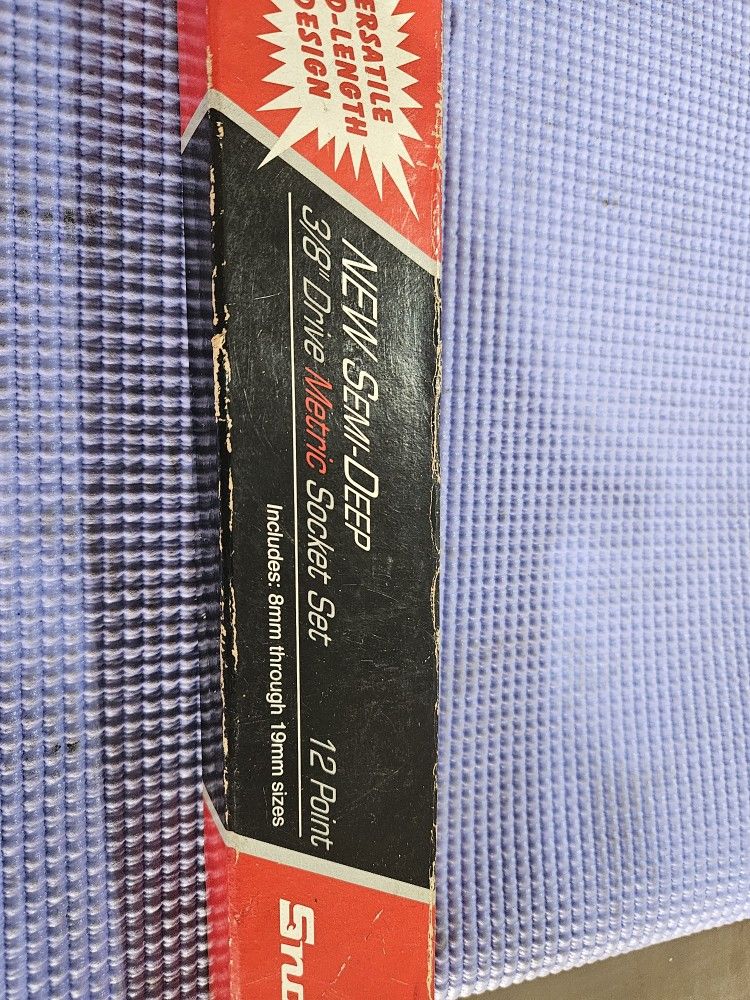 ERSATILE
D-LENGTH
DESIGN
NEW SEMI-DEEP
3/8" Drive Metric Socket Set 12 Point
Includes: 8mm through 19mm sizes
Sn